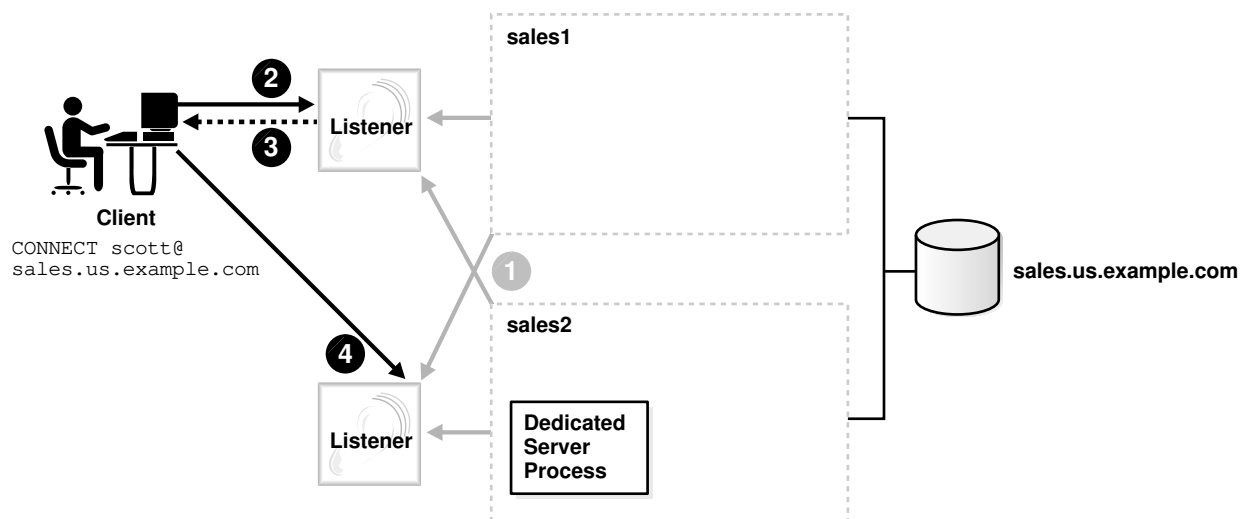 sales1
2
Listener
3
Client
CONNECT scott@
sales.us.example.com
1
sales.us.example.com
sales2
4
Listener
Dedicated
Server
Process